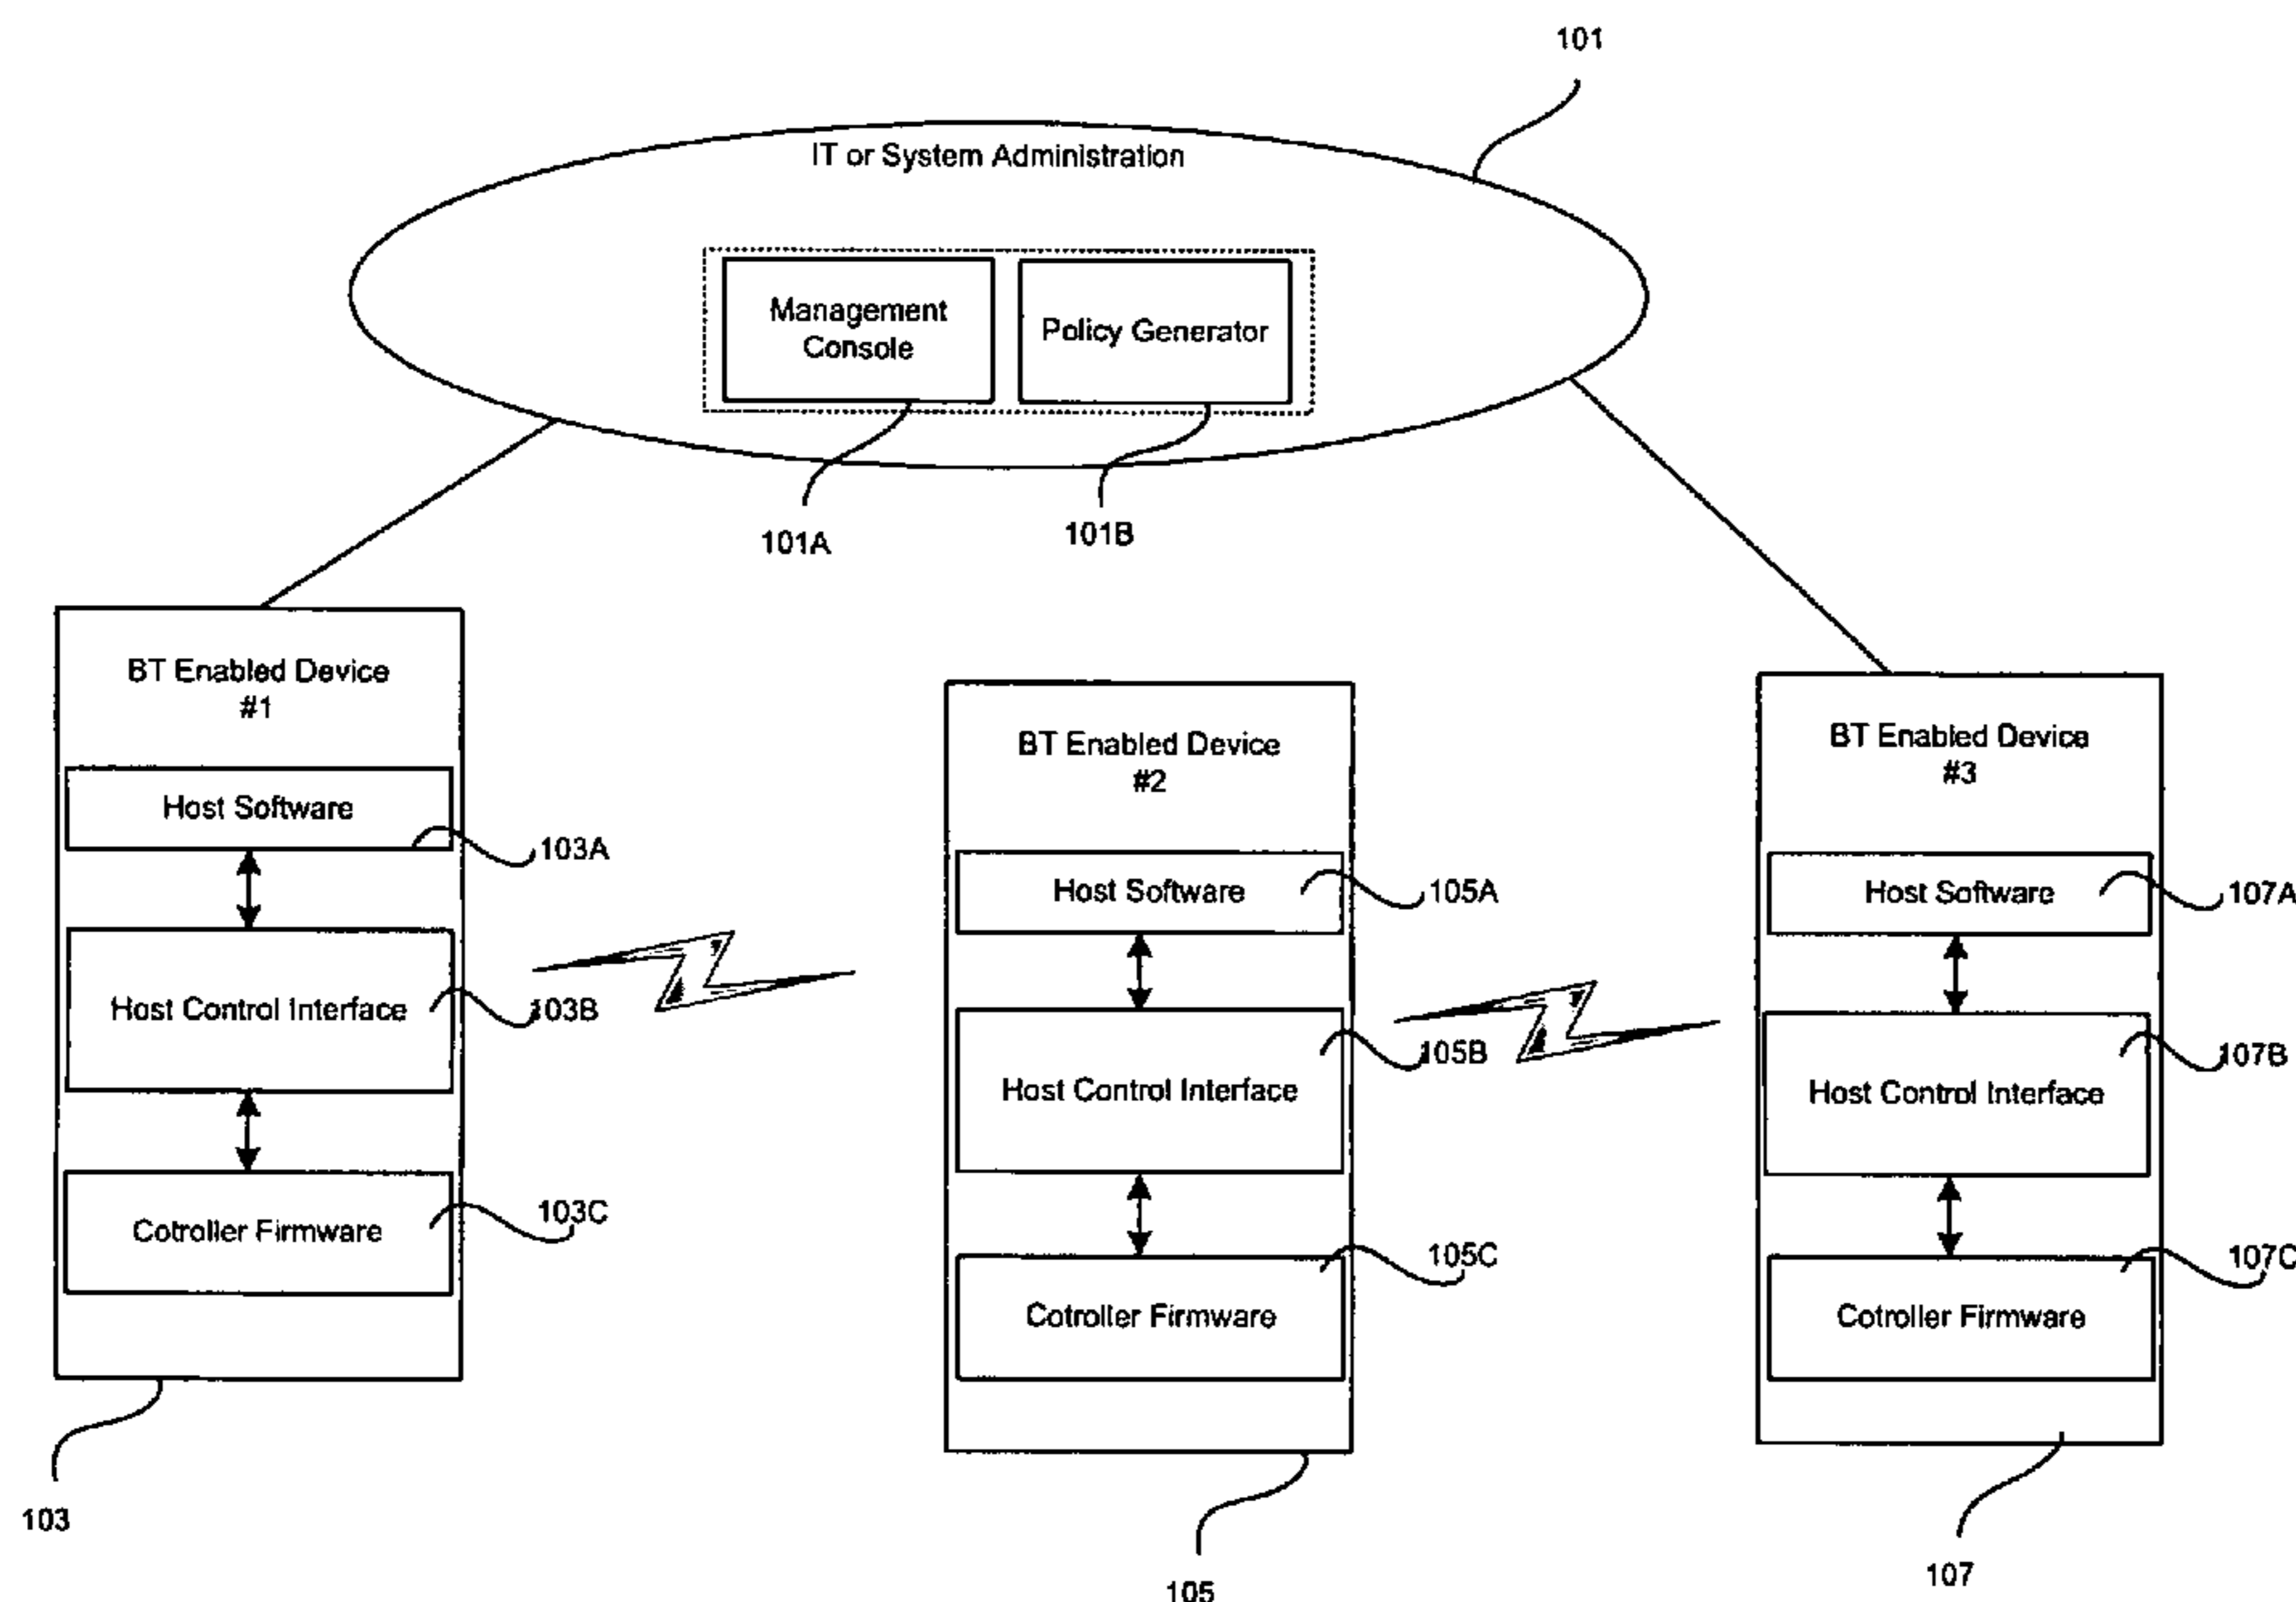 101
IT or System Administration
Management
Console
Policy Generator
101A
101B
BT Enabled Device
#1
Host Software
103A
Host Control Interface
103B
Cotroller Firmware
103C
103
BT Enabled Device
#2
Host Software
105A
Host Control Interface
105B
Cotroller Firmware
105C
105
BT Enabled Device
#3
Host Software
107A
Host Control Interface
107B
Cotroller Firmware
107C
107